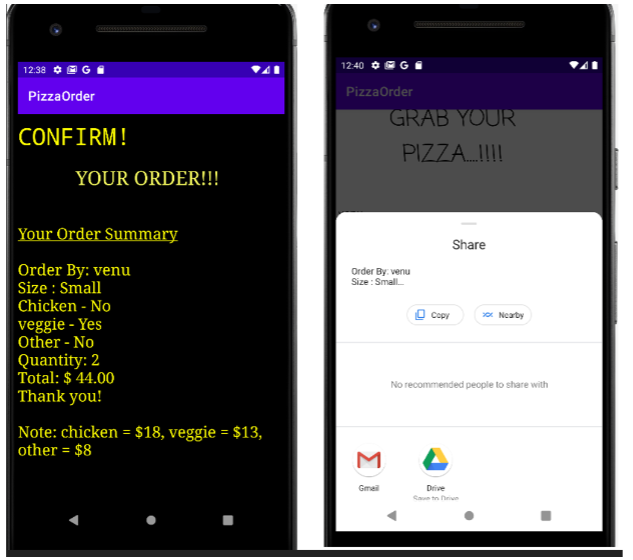 12:38
PizzaOrder
CONFIRM!
YOUR ORDER!!!
Your Order Summary
Order By: venu
Size : Small
Chicken - No
veggie - Yes
Other - No
Quantity: 2
Total: $ 44.00
Thank you!
Note: chicken = $18, veggie = $13,
other = $8
12:40
PizzaOrder
GRAB YOUR
PIZZA...!!!!
Share
Order By: venu
Size : Small...
Copy
Nearby
No recommended people to share with
Gmail
Drive
Save to Drive